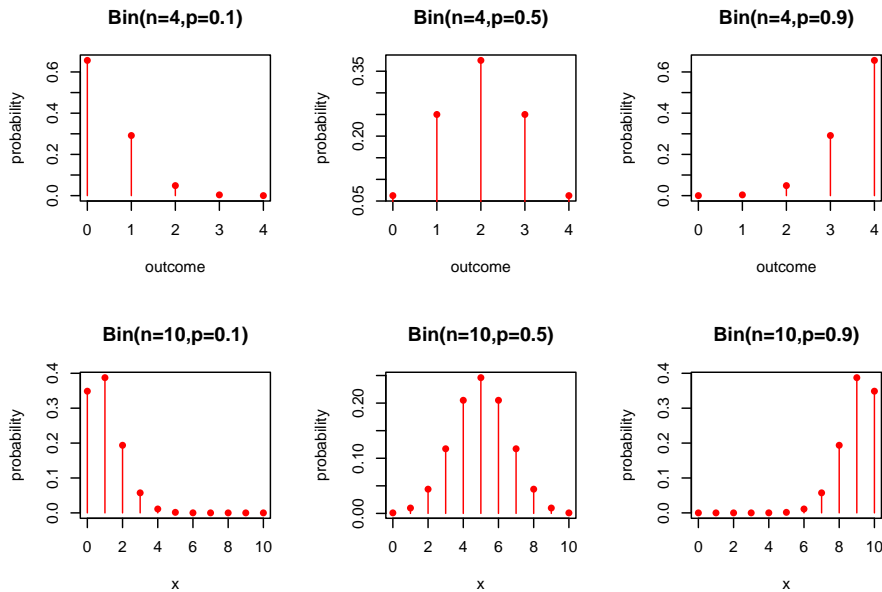 Bin(n=4,p=0.1)
probability
0.0 0.2 0.4 0.6
0 1 2 3 4
outcome
Bin(n=4,p=0.5)
probability
0.05 0.20 0.35
0 1 2 3 4
outcome
Bin(n=4,p=0.9)
probability
0.0 0.2 0.4 0.6
0 1 2 3 4
outcome
Bin(n=10,p=0.1)
probability
0.0 0.1 0.2 0.3 0.4
0 2 4 6 8 10
x
Bin(n=10,p=0.5)
probability
0.00 0.10 0.20
0 2 4 6 8 10
x
Bin(n=10,p=0.9)
probability
0.0 0.1 0.2 0.3 0.4
0 2 4 6 8 10
x